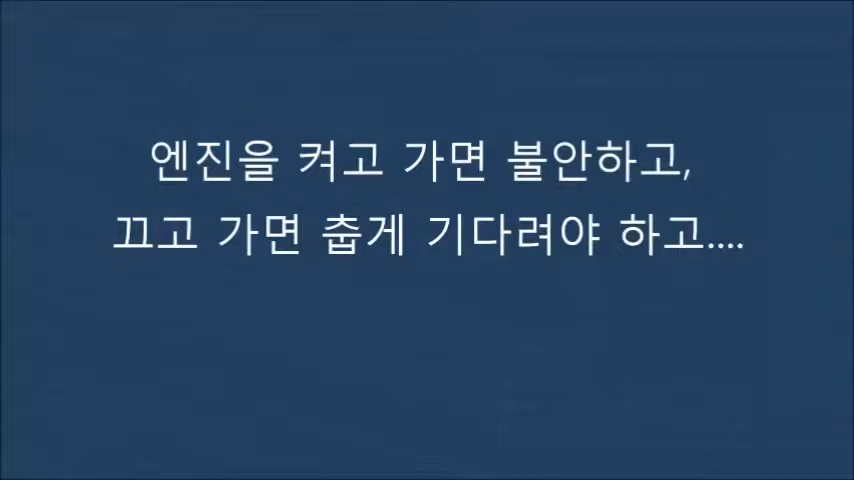 엔진을 켜고 가면 불안하고,
끄고 가면 춥게 기다려야 하고....